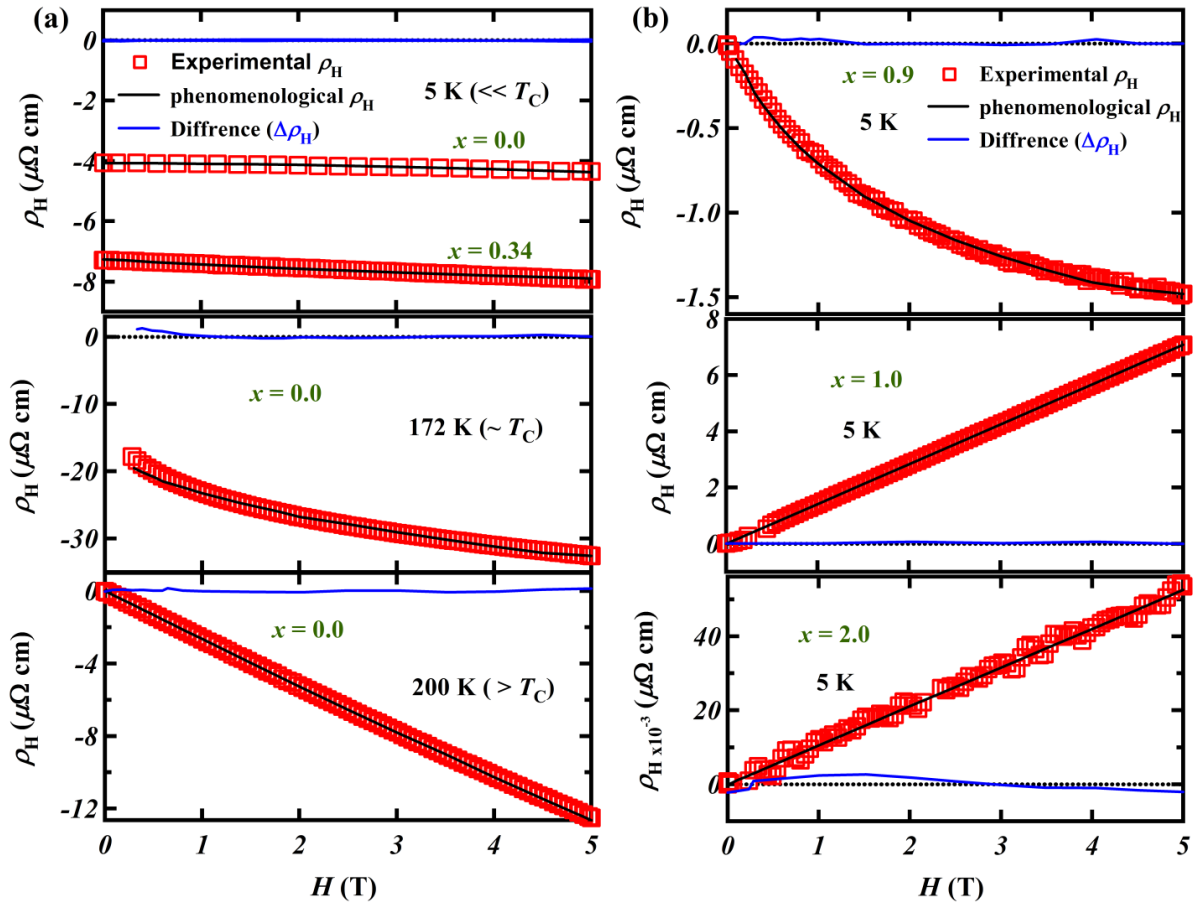 (a)
0
-2
-4
-6
-8
ρH (μΩ cm)
Experimental ρH
phenomenological ρH
Diffrence (ΔρH)
5 K (<< TC)
x = 0.0
x = 0.34
0
-10
-20
-30
ρH (μΩ cm)
x = 0.0
172 K (~ TC)
0
-4
-8
-12
ρH (μΩ cm)
x = 0.0
200 K ( > TC)
0 1 2 3 4 5
H (T)
(b)
0.0
-0.5
-1.0
-1.5
ρH (μΩ cm)
x = 0.9
5 K
Experimental ρH
phenomenological ρH
Diffrence (ΔρH)
8
6
4
2
0
ρH (μΩ cm)
x = 1.0
5 K
40
20
0
ρH x10-3 (μΩ cm)
x = 2.0
5 K
0 1 2 3 4 5
H (T)